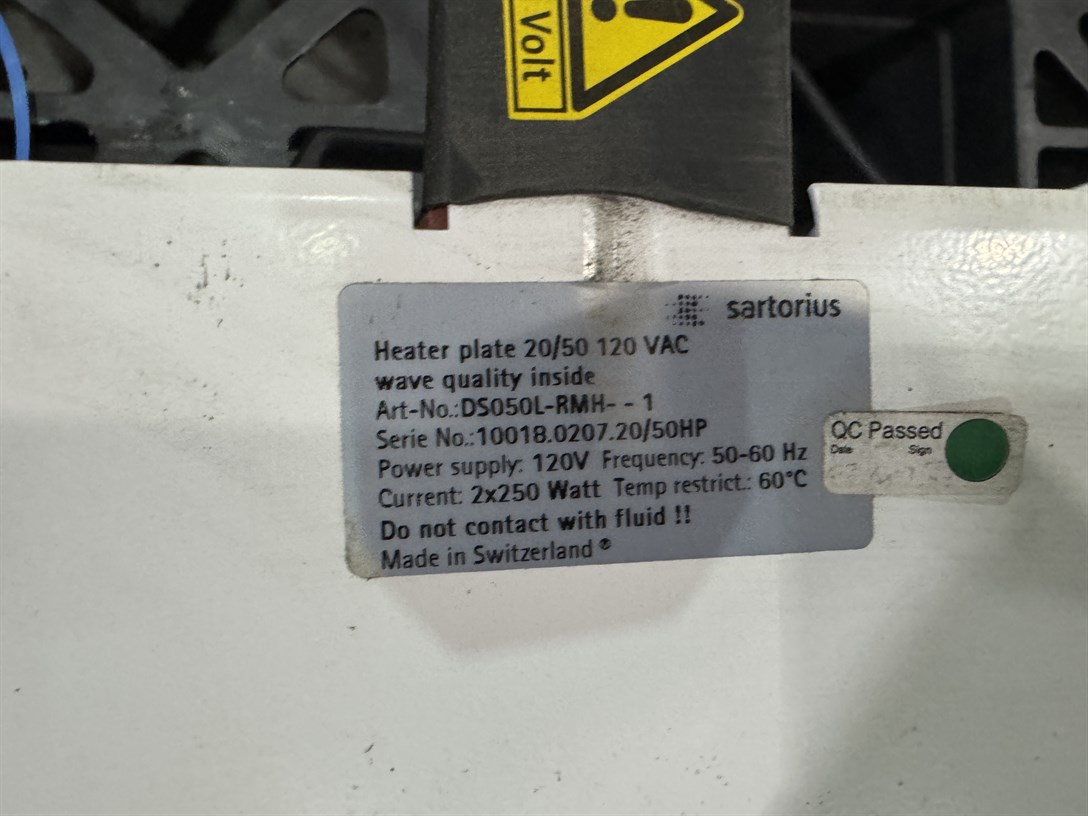 Volt
sartorius
Heater plate 20/50 120 VAC
wave quality inside
Art-No.:DS050L-RMH- - 1
Serie No.:10018.0207.20/50HP
Power supply: 120V Frequency: 50-60 Hz
Current: 2x250 Watt Temp restrict.: 60°C
Do not contact with fluid !!
Made in Switzerland ®
QC Passed
Date Sign